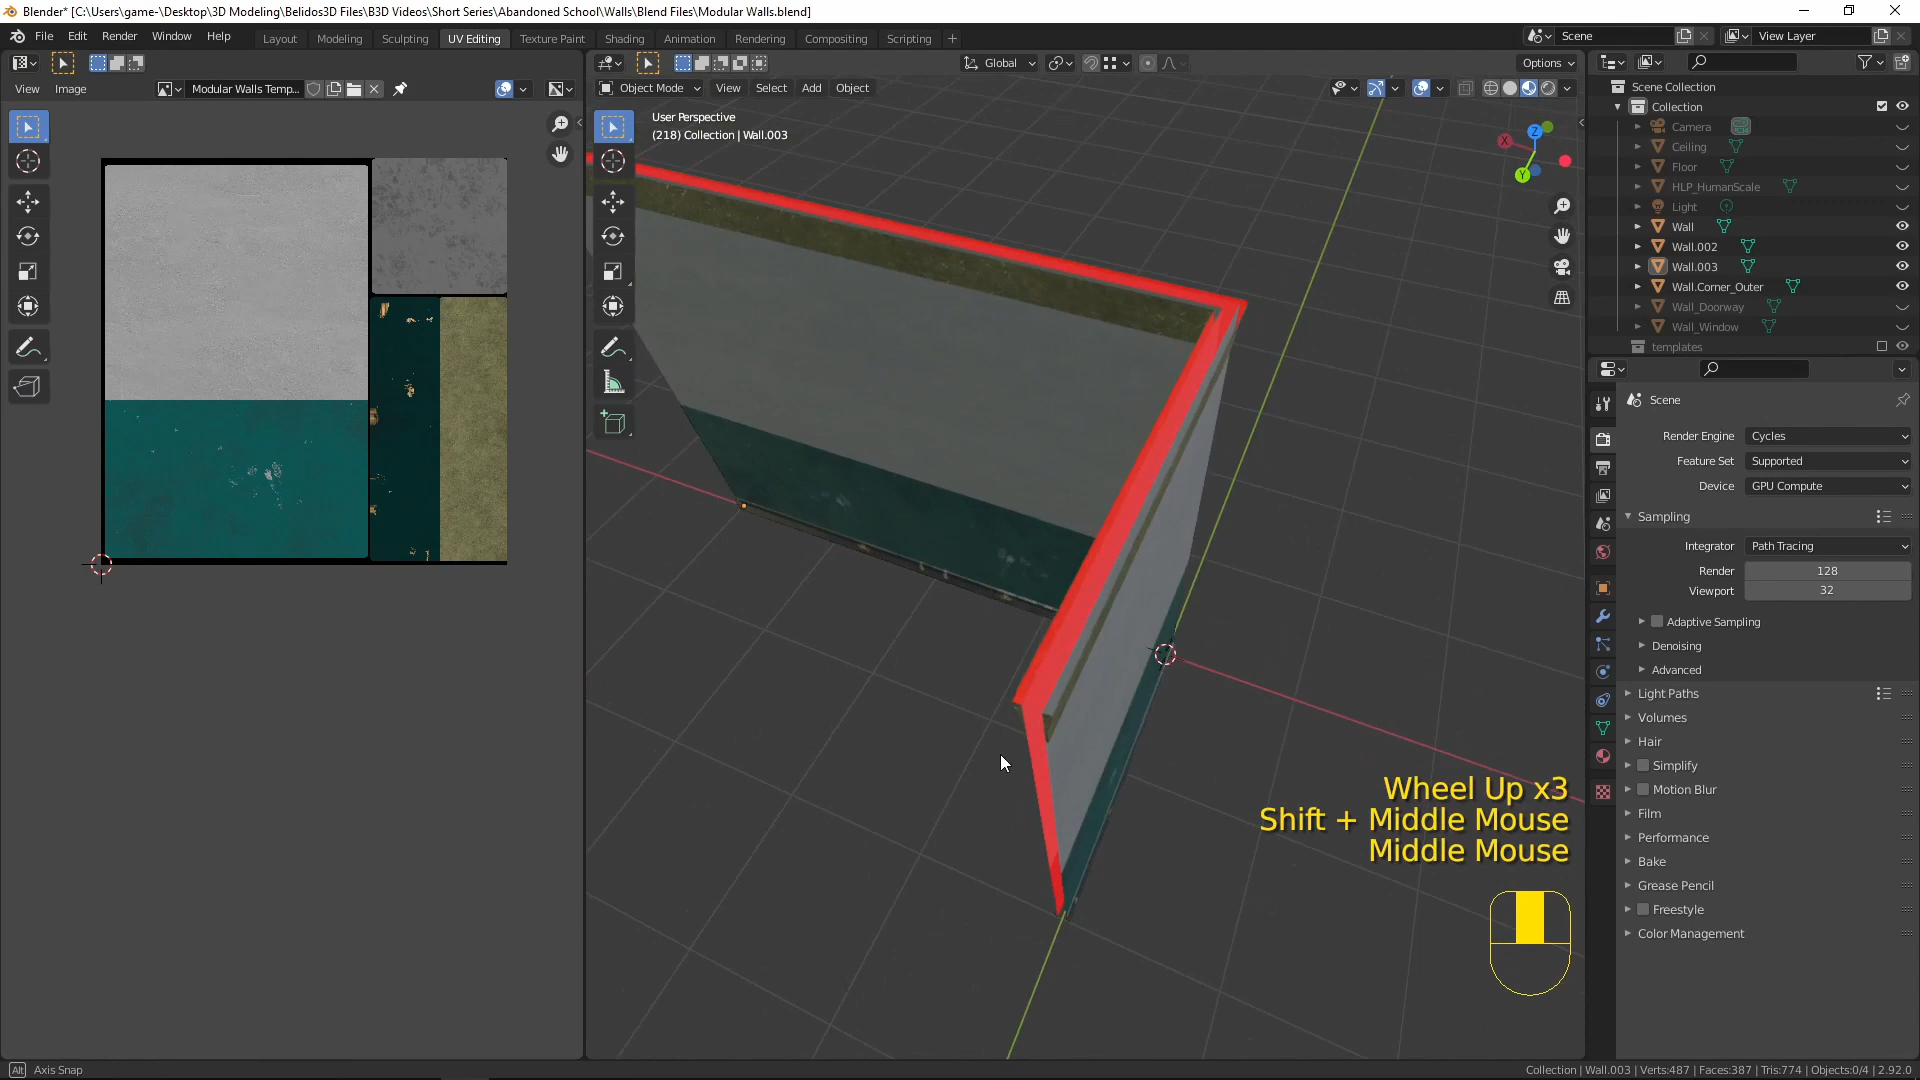 Blender* [C:\Users\game-\Desktop\3D Modeling\Belidos3D Files\B3D Videos\Short Series\Abandoned School\Walls\Blend Files\Modular Walls.blend]
File Edit Render Window Help
Layout Modeling Sculpting UV Editing Texture Paint Shading Animation Rendering Compositing Scripting +
Scene
View Layer
Global
Options
View Image
Modular Walls Temp...
Object Mode View Select Add Object
User Perspective
(218) Collection | Wall.003
X
Y
Z
Scene Collection
Collection
Camera
Ceiling
Floor
HLP_HumanScale
Light
Wall
Wall.002
Wall.003
Wall.Corner_Outer
Wall_Doorway
Wall_Window
templates
Scene
Render Engine Cycles
Feature Set Supported
Device GPU Compute
Sampling
Integrator Path Tracing
Render 128
Viewport 32
Adaptive Sampling
Denoising
Advanced
Light Paths
Volumes
Hair
Simplify
Motion Blur
Film
Performance
Bake
Grease Pencil
Freestyle
Color Management
Wheel Up x3
Shift + Middle Mouse
Middle Mouse
Alt Axis Snap
Collection | Wall.003 | Verts:487 | Faces:387 | Tris:774 | Objects:0/4 | 2.92.0